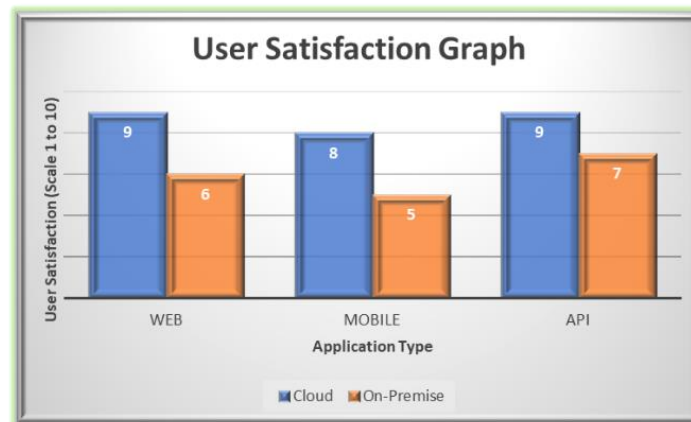 User Satisfaction Graph
User Satisfaction (Scale 1 to 10)
9
6
8
5
9
7
WEB
MOBILE
API
Application Type
Cloud
On-Premise